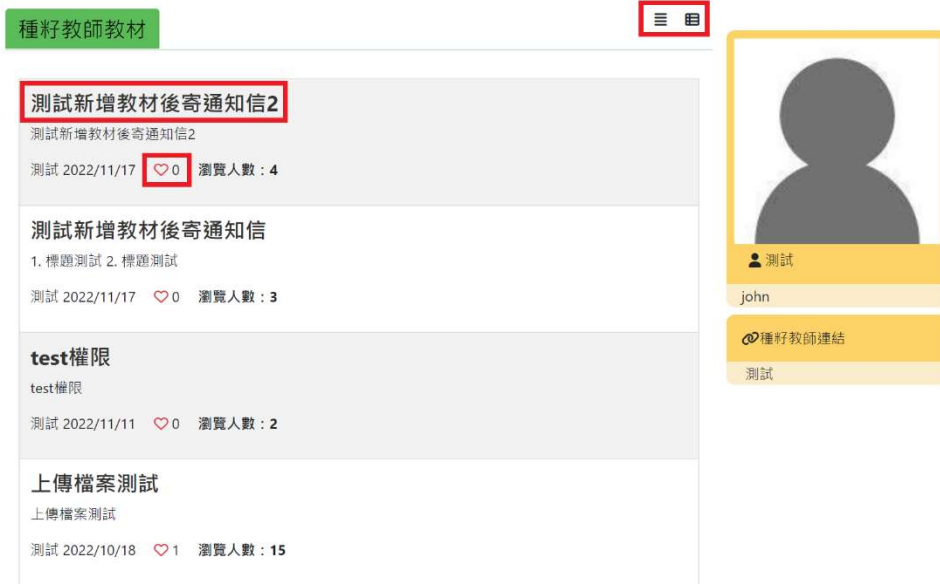 種籽教師教材
測試新增教材後寄通知信2
測試新增教材後寄通知信2
測試 2022/11/17 0 瀏覽人數：4
測試新增教材後寄通知信
1. 標題測試 2. 標題測試
測試 2022/11/17 0 瀏覽人數：3
test權限
test權限
測試 2022/11/11 0 瀏覽人數：2
上傳檔案測試
上傳檔案測試
測試 2022/10/18 1 瀏覽人數：15
測試
john
種籽教師連結
測試